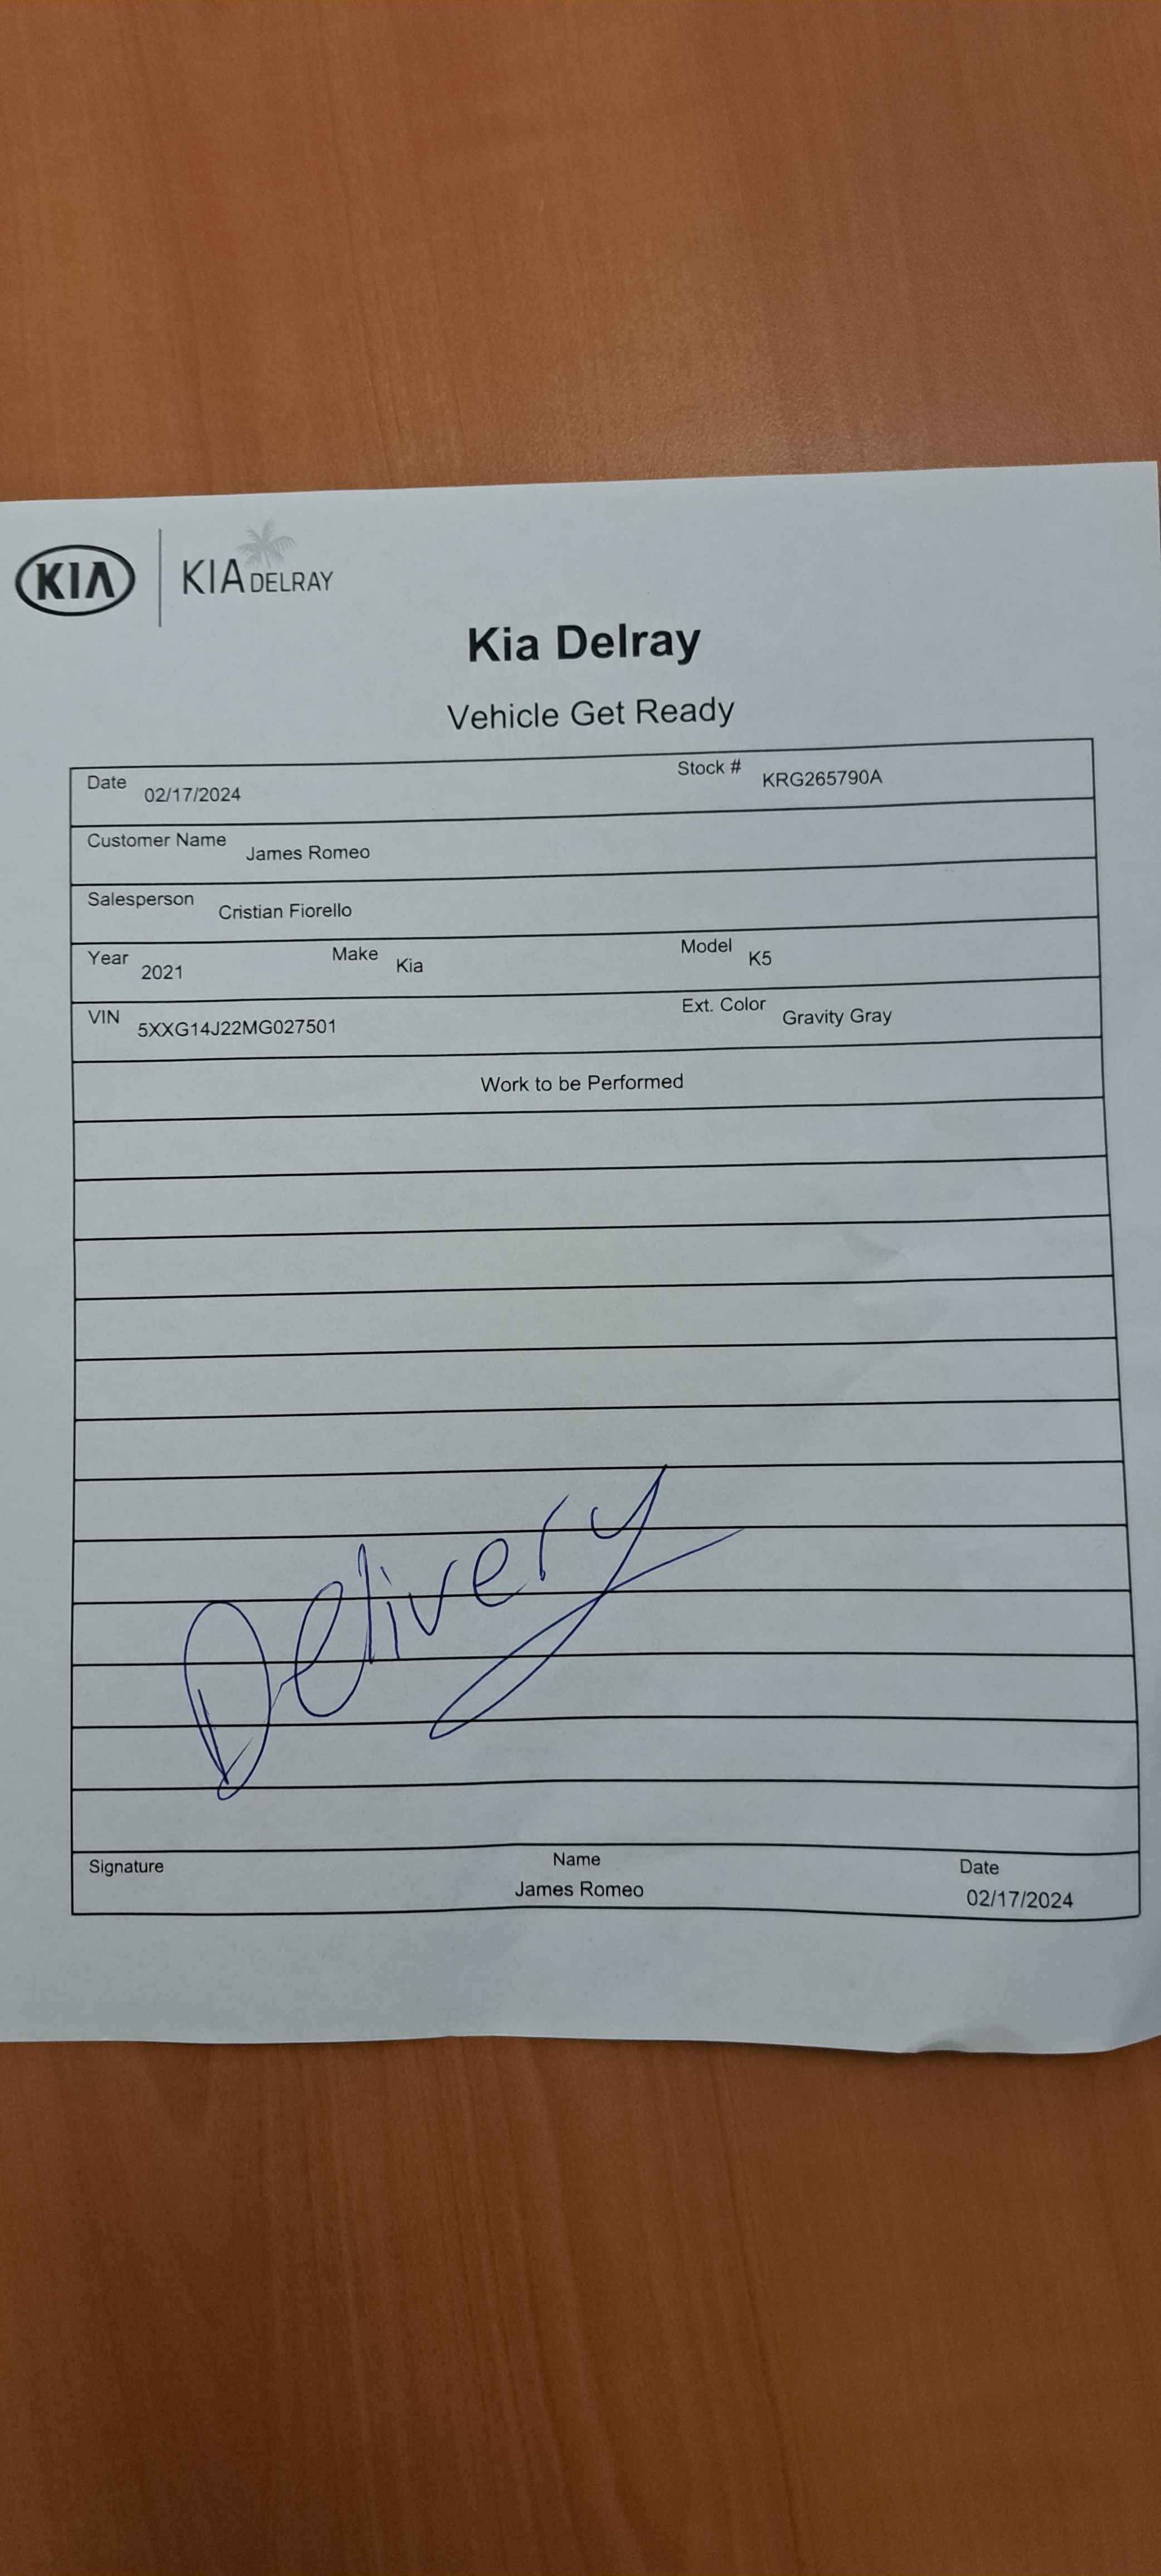 KIA KIA DELRAY
Kia Delray
Vehicle Get Ready
Date 02/17/2024 Stock # KRG265790A
Customer Name James Romeo
Salesperson Cristian Fiorello
Year 2021 Make Kia Model K5
VIN 5XXG14J22MG027501 Ext. Color Gravity Gray
Work to be Performed
Delivery
Signature Name Date
James Romeo 02/17/2024